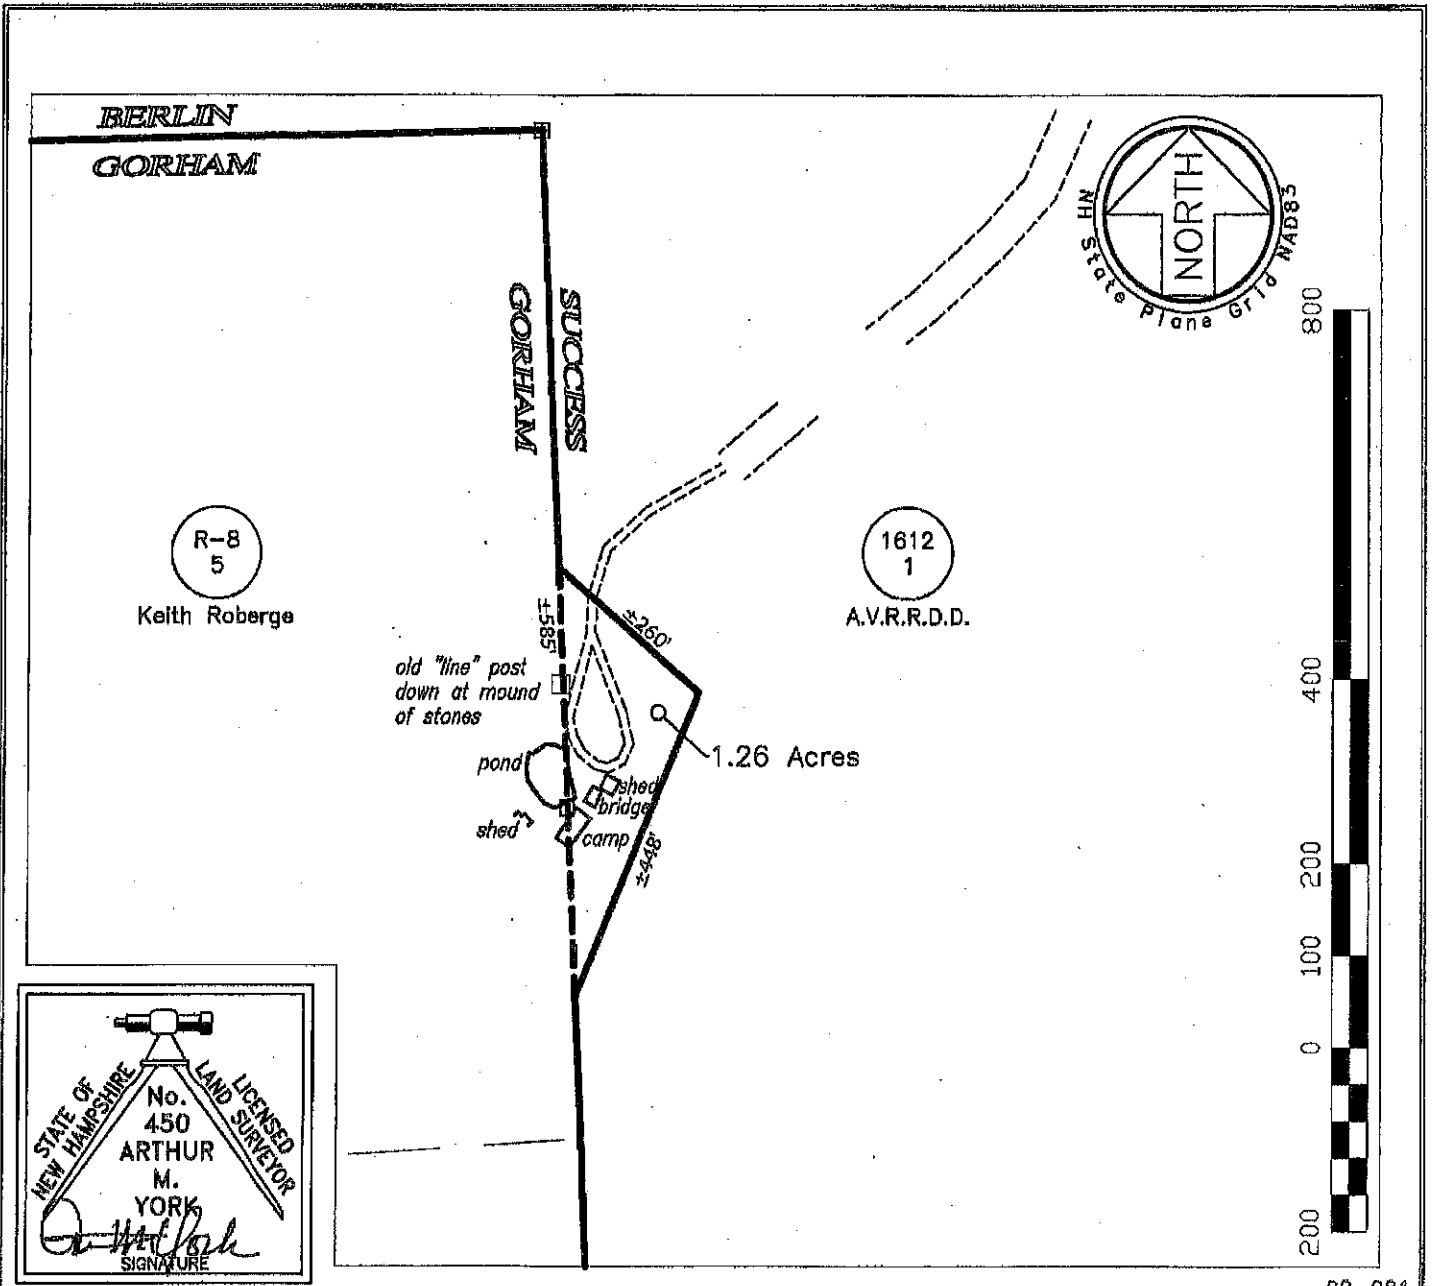 BERLIN
GORHAM
NORTH
NH State Plane Grid NAD83
SUCCESS
GORHAM
800
R-8
5
Keith Roberge
1612
1
A.V.R.R.D.D.
±585'
±260'
old "line" post
down at mound
of stones
400
1.26 Acres
pond
shed
bridge
shed
camp
±448'
200
100
0
200
STATE OF
NEW HAMPSHIRE
LICENSED
LAND SURVEYOR
No.
450
ARTHUR
M.
YORK
SIGNATURE